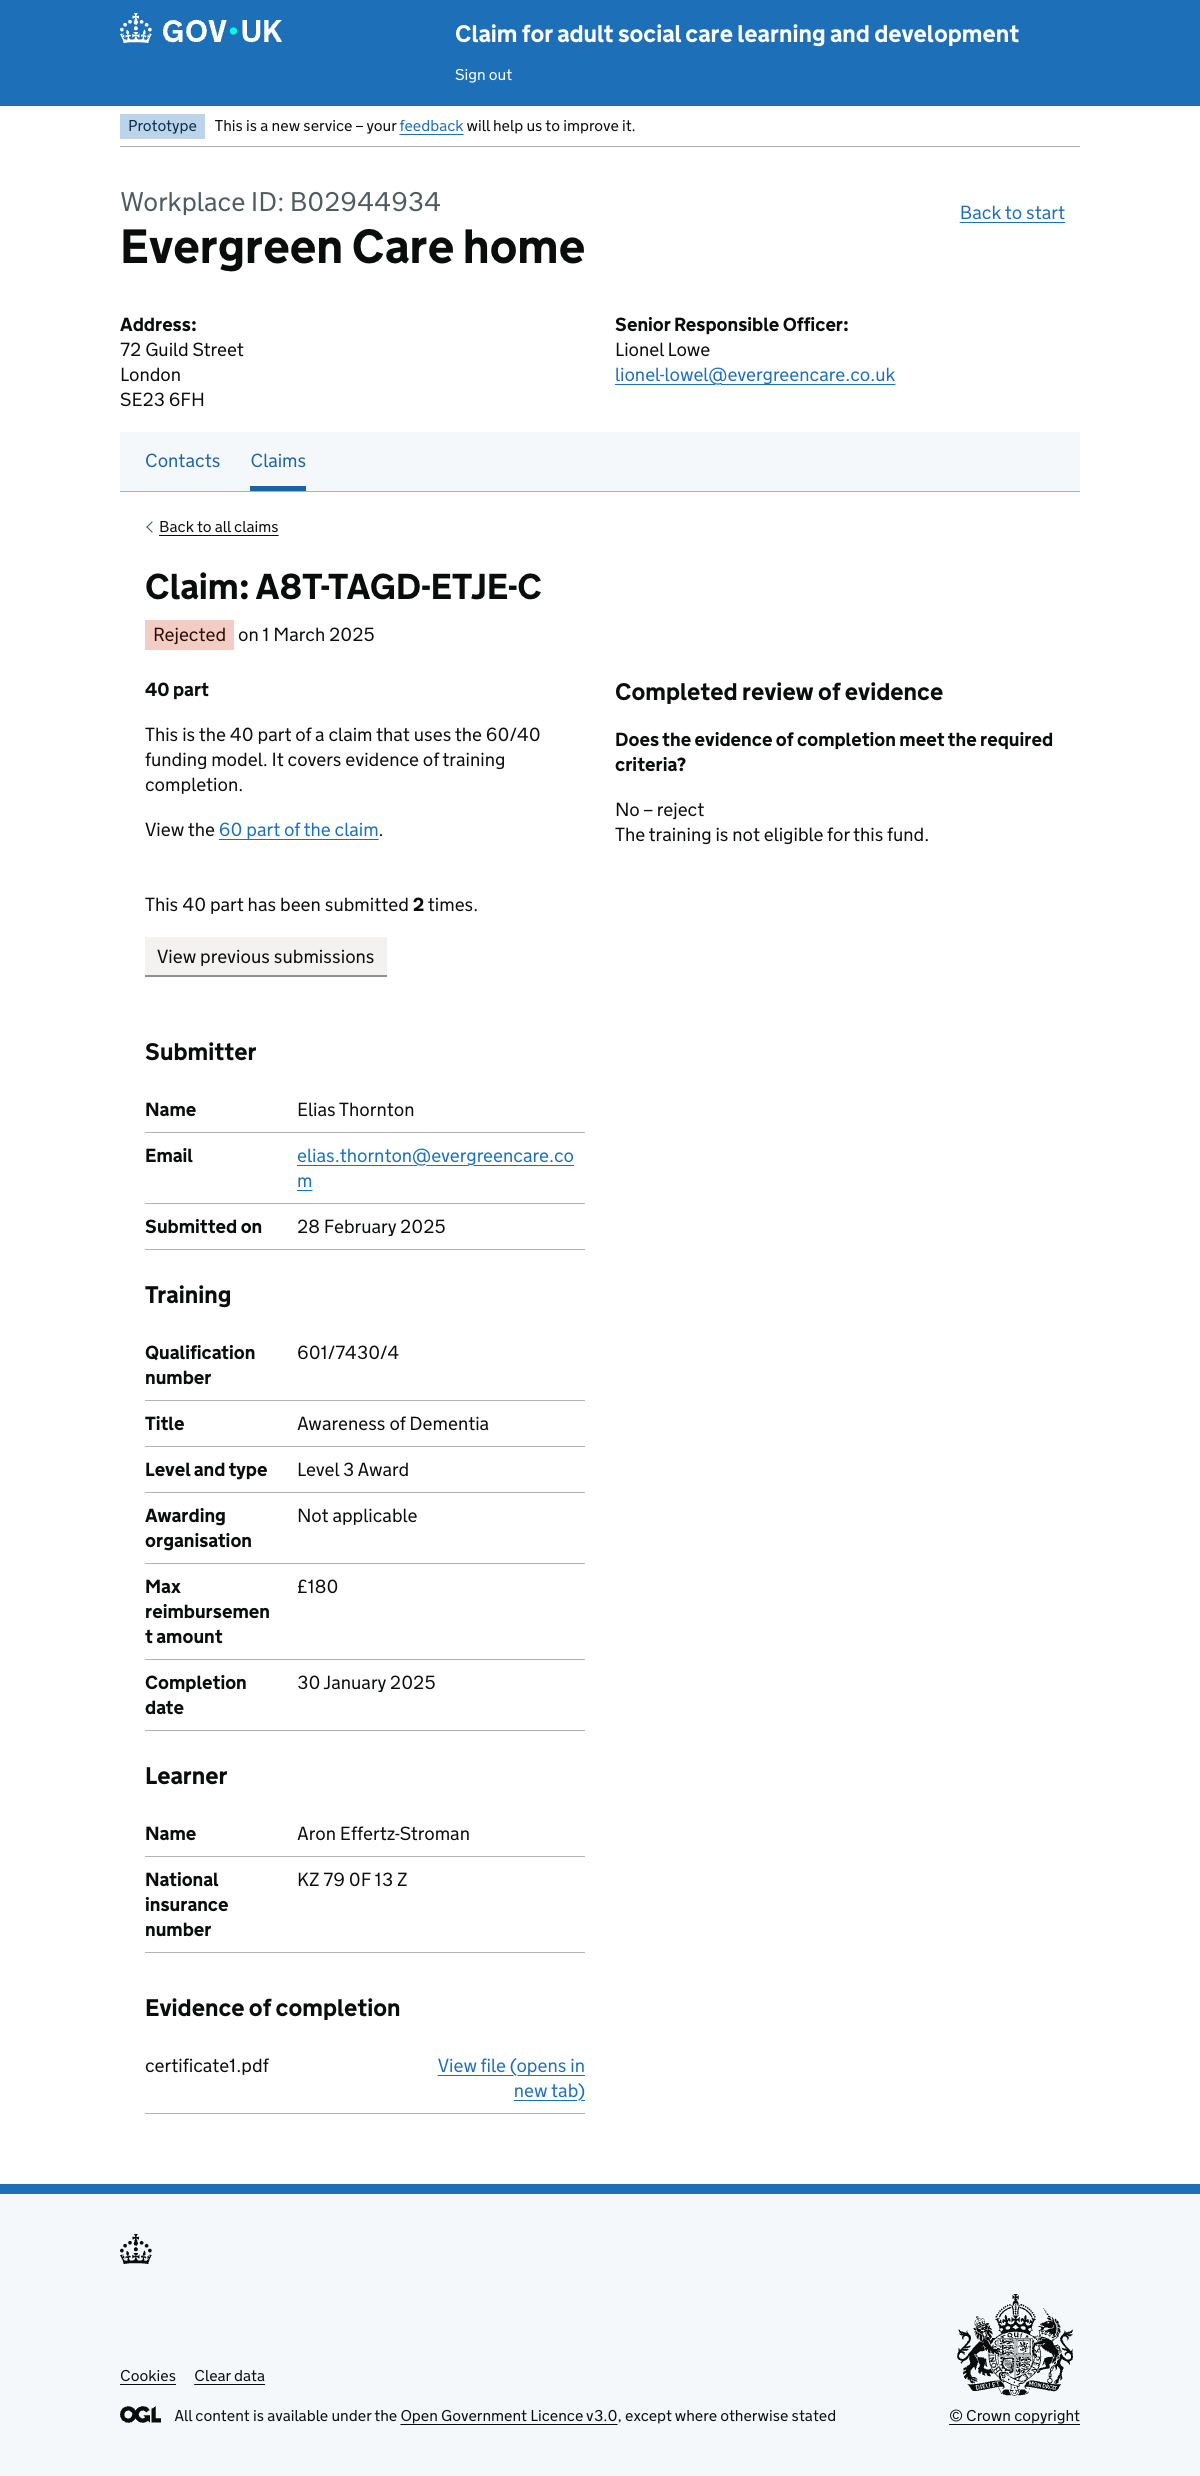 GOV·UK
Claim for adult social care learning and development
Sign out
Prototype This is a new service – your feedback will help us to improve it.
Workplace ID: B02944934
Back to start
Evergreen Care home
Address:
72 Guild Street
London
SE23 6FH
Senior Responsible Officer:
Lionel Lowe
lionel-lowel@evergreencare.co.uk
Contacts Claims
Back to all claims
Claim: A8T-TAGD-ETJE-C
Rejected on 1 March 2025
40 part
This is the 40 part of a claim that uses the 60/40
funding model. It covers evidence of training
completion.
View the 60 part of the claim.
This 40 part has been submitted 2 times.
View previous submissions
Completed review of evidence
Does the evidence of completion meet the required
criteria?
No – reject
The training is not eligible for this fund.
Submitter
Name Elias Thornton
Email elias.thornton@evergreencare.co
m
Submitted on 28 February 2025
Training
Qualification 601/7430/4
number
Title Awareness of Dementia
Level and type Level 3 Award
Awarding Not applicable
organisation
Max £180
reimbursemen
t amount
Completion 30 January 2025
date
Learner
Name Aron Effertz-Stroman
National KZ 79 0F 13 Z
insurance
number
Evidence of completion
certificate1.pdf View file (opens in
new tab)
Cookies Clear data
OGL All content is available under the Open Government Licence v3.0, except where otherwise stated
© Crown copyright